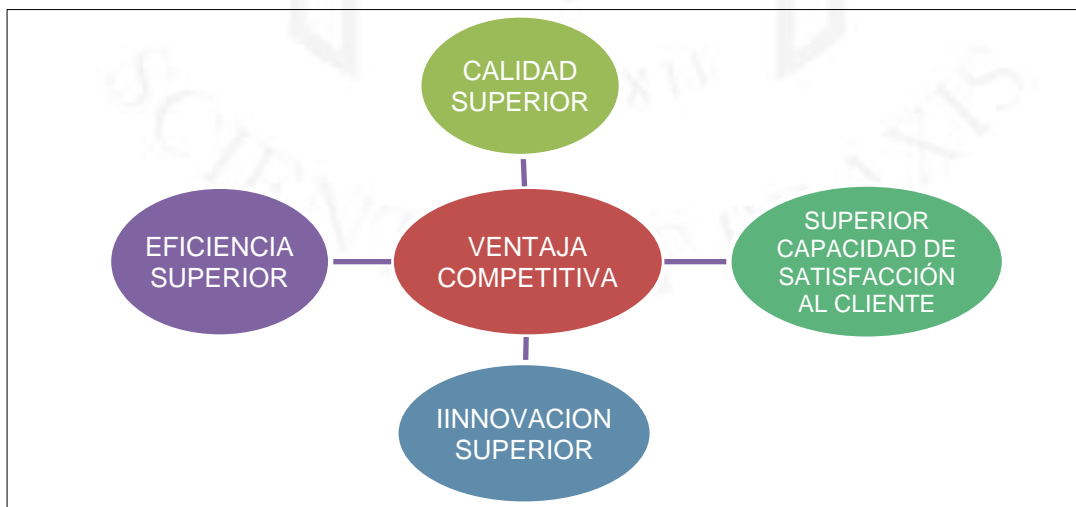 CALIDAD
SUPERIOR
EFICIENCIA
SUPERIOR
VENTAJA
COMPETITIVA
SUPERIOR
CAPACIDAD DE
SATISFACCIÓN
AL CLIENTE
IINNOVACION
SUPERIOR